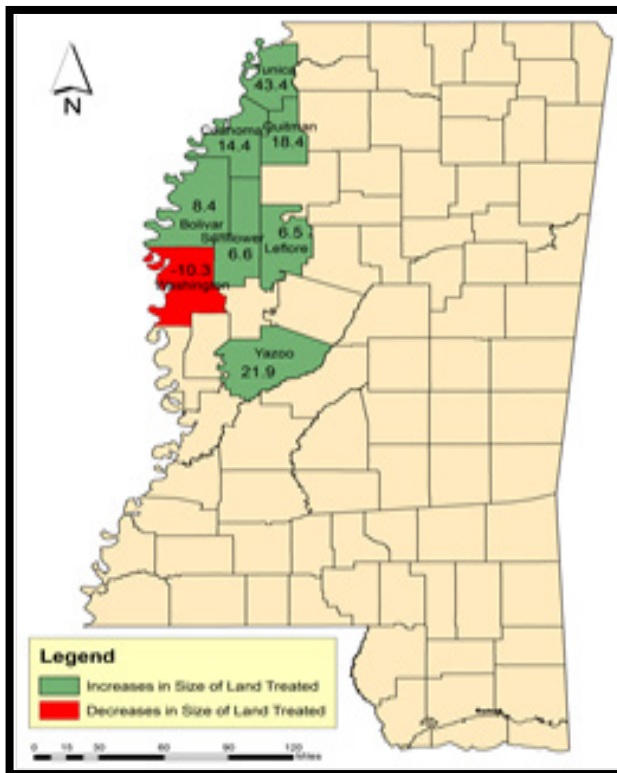 N
Tunica
43.4
Coahoma
14.4
Quitman
18.4
8.4
Bolivar
Sunflower
6.6
6.5
Leflore
-10.3
Washington
Yazoo
21.9
Legend
Increases in Size of Land Treated
Decreases in Size of Land Treated
0 15 30 60 90 120
Miles